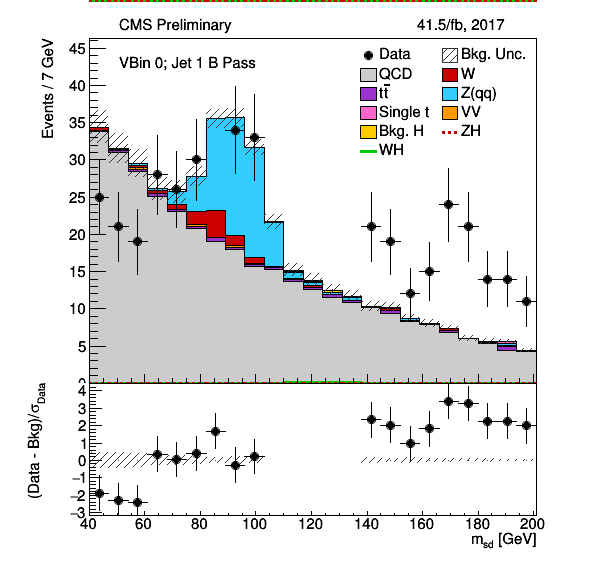 CMS Preliminary 41.5/fb, 2017
Events / 7 GeV
VBin 0; Jet 1 B Pass
Data Bkg. Unc.
QCD W
tt̅ Z(qq)
Single t VV
Bkg. H ZH
WH
45
40
35
30
25
20
15
10
5
0
(Data - Bkg)/σData
4
3
2
1
0
−1
−2
−3
40 60 80 100 120 140 160 180 200
msd [GeV]